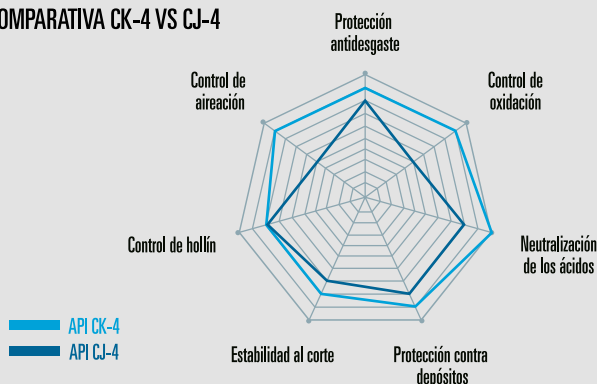 OMPARATIVA CK-4 VS CJ-4
Protección
antidesgaste
Control de
aireación
Control de
oxidación
Control de hollín
Neutralización
de los ácidos
API CK-4
API CJ-4
Estabilidad al corte
Protección contra
depósitos